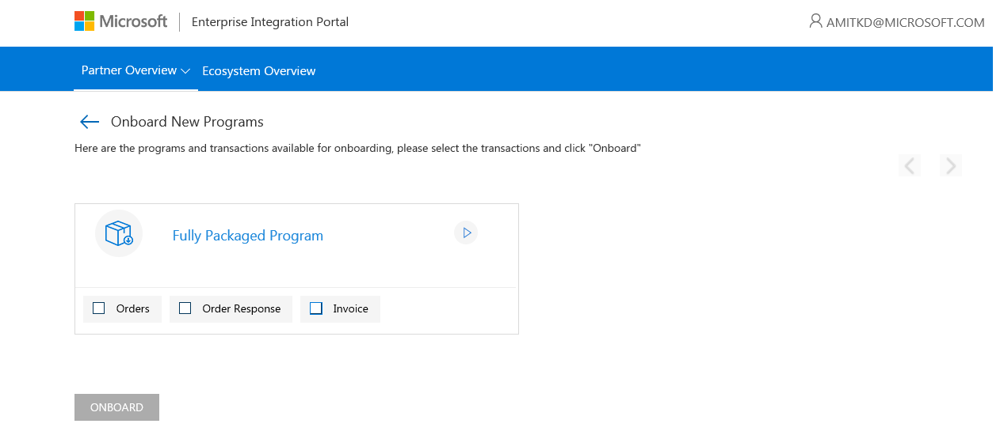 Microsoft Enterprise Integration Portal AMITKD@MICROSOFT.COM
Partner Overview Ecosystem Overview
Onboard New Programs
Here are the programs and transactions available for onboarding, please select the transactions and click "Onboard"
Fully Packaged Program
Orders Order Response Invoice
ONBOARD